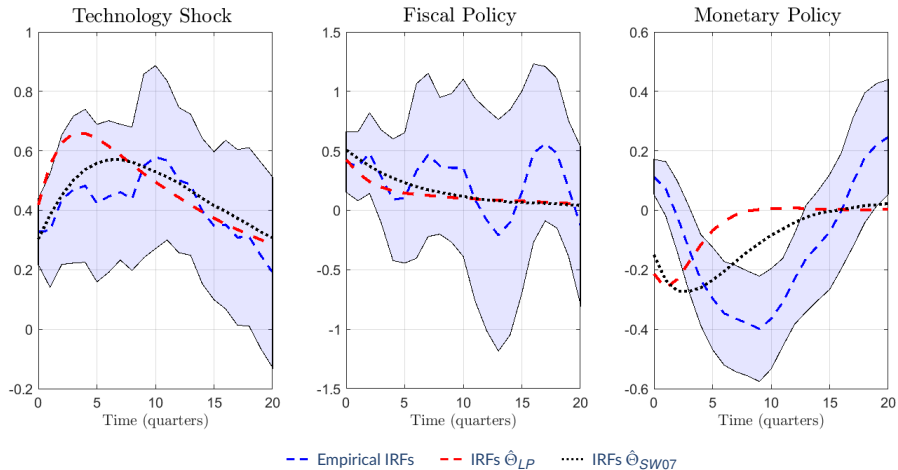 Technology Shock
1
0.8
0.6
0.4
0.2
0
-0.2
0 5 10 15 20
Time (quarters)
Fiscal Policy
1.5
1
0.5
0
-0.5
-1
-1.5
0 5 10 15 20
Time (quarters)
Monetary Policy
0.6
0.4
0.2
0
-0.2
-0.4
-0.6
0 5 10 15 20
Time (quarters)
Empirical IRFs IRFs Θ̂_LP IRFs Θ̂_SW07